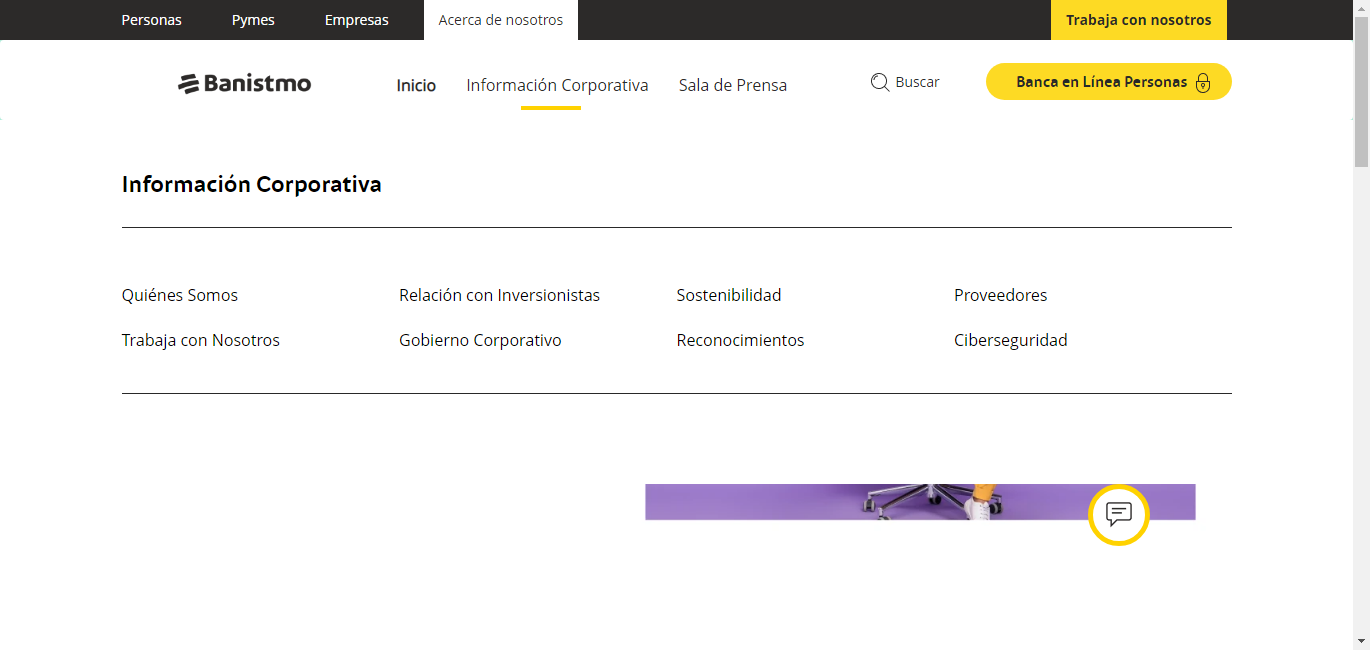 Personas Pymes Empresas Acerca de nosotros Trabaja con nosotros
Banistmo Inicio Información Corporativa Sala de Prensa Buscar Banca en Línea Personas
Información Corporativa
Quiénes Somos Relación con Inversionistas Sostenibilidad Proveedores
Trabaja con Nosotros Gobierno Corporativo Reconocimientos Ciberseguridad